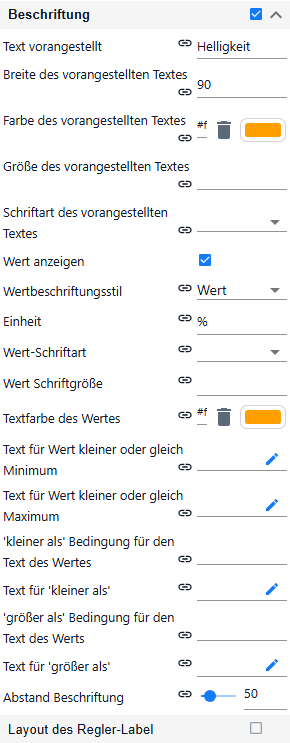 Beschriftung
Text vorangestellt Helligkeit
Breite des vorangestellten Textes
90
Farbe des vorangestellten Textes #f
Größe des vorangestellten Textes
Schriftart des vorangestellten
Textes
Wert anzeigen
Wertbeschriftungsstil Wert
Einheit %
Wert-Schriftart
Wert Schriftgröße
Textfarbe des Wertes #f
Text für Wert kleiner oder gleich
Minimum
Text für Wert kleiner oder gleich
Maximum
'kleiner als' Bedingung für den
Text des Wertes
Text für 'kleiner als'
'größer als' Bedingung für den
Text des Werts
Text für 'größer als'
Abstand Beschriftung 50
Layout des Regler-Label